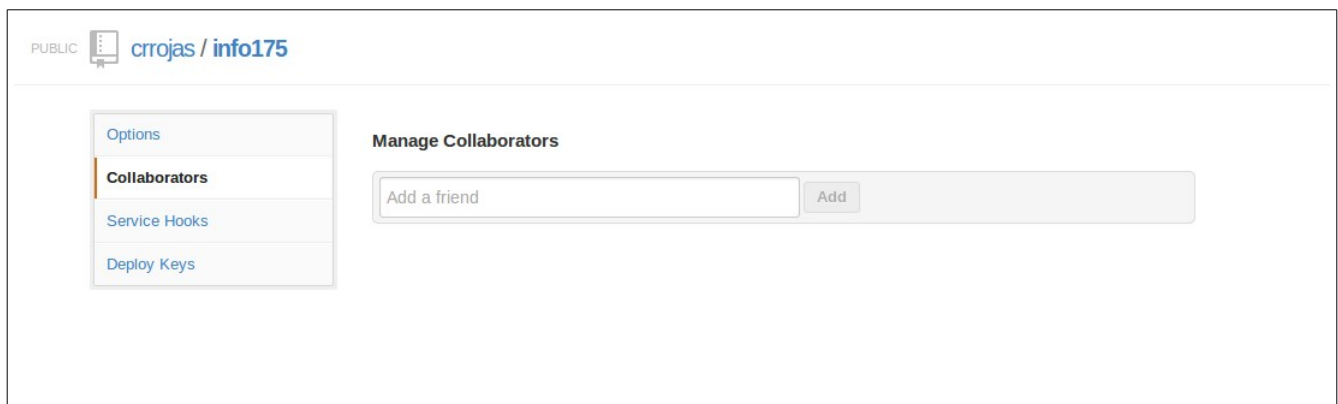 PUBLIC crrojas / info175
Options
Collaborators
Service Hooks
Deploy Keys
Manage Collaborators
Add a friend
Add